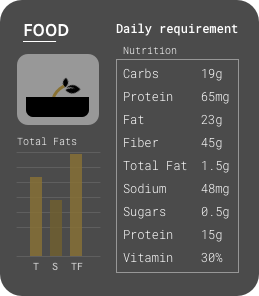 FOOD
Total Fats
T S TF
Daily requirement
Nutrition
Carbs 19g
Protein 65mg
Fat 23g
Fiber 45g
Total Fat 1.5g
Sodium 48mg
Sugars 0.5g
Protein 15g
Vitamin 30%